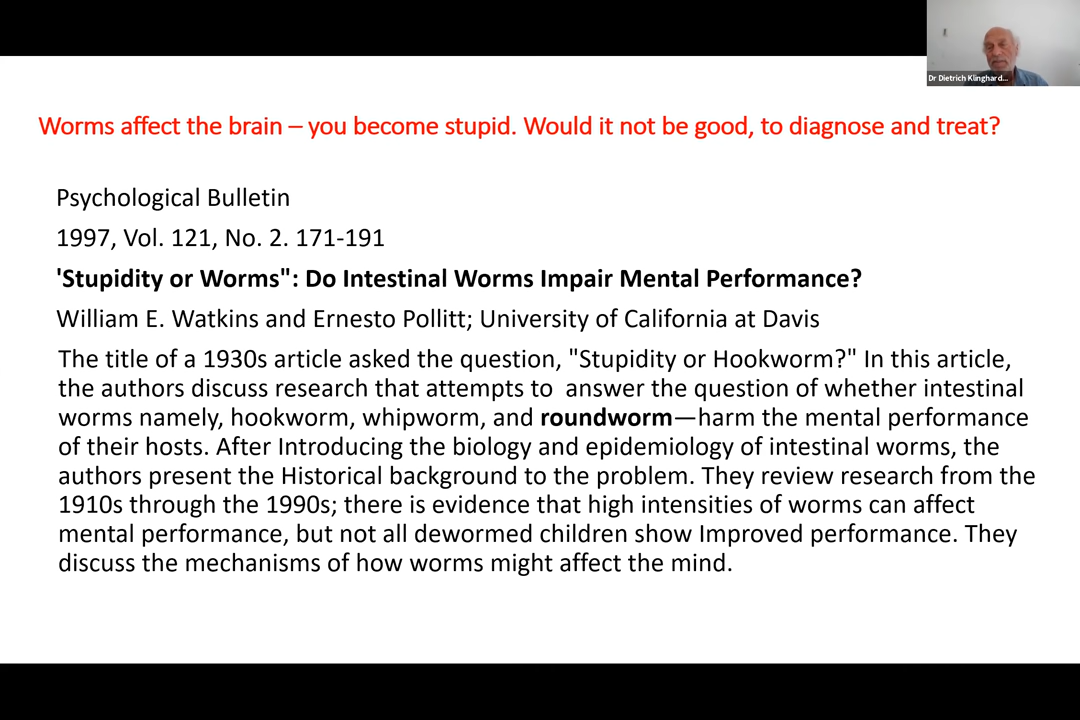 Dr Dietrich Klinghard...
Worms affect the brain – you become stupid. Would it not be good, to diagnose and treat?
Psychological Bulletin
1997, Vol. 121, No. 2. 171-191
'Stupidity or Worms": Do Intestinal Worms Impair Mental Performance?
William E. Watkins and Ernesto Pollitt; University of California at Davis
The title of a 1930s article asked the question, "Stupidity or Hookworm?" In this article,
the authors discuss research that attempts to  answer the question of whether intestinal
worms namely, hookworm, whipworm, and roundworm—harm the mental performance
of their hosts. After Introducing the biology and epidemiology of intestinal worms, the
authors present the Historical background to the problem. They review research from the
1910s through the 1990s; there is evidence that high intensities of worms can affect
mental performance, but not all dewormed children show Improved performance. They
discuss the mechanisms of how worms might affect the mind.